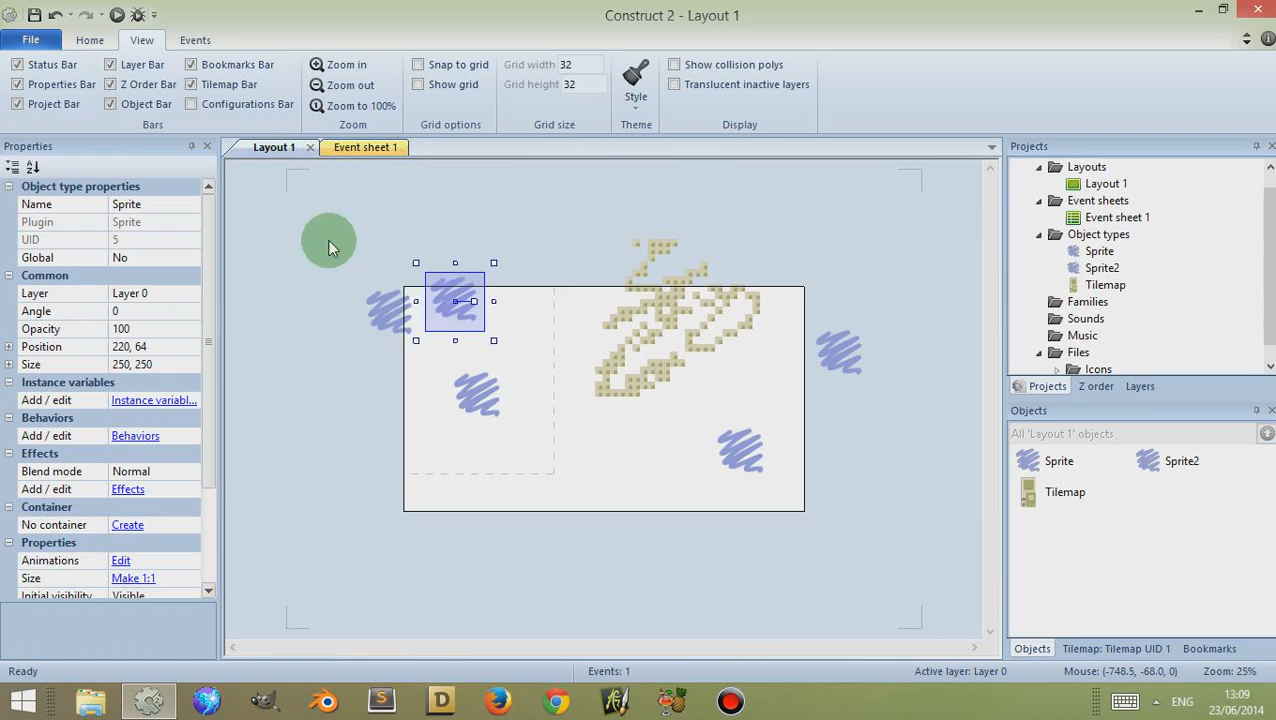 Construct 2 - Layout 1
File Home View Events
Status Bar Layer Bar Bookmarks Bar Zoom in Snap to grid Grid width 32 Show collision polys
Properties Bar Z Order Bar Tilemap Bar Zoom out Show grid Grid height 32 Translucent inactive layers
Project Bar Object Bar Configurations Bar Zoom to 100% Style
Bars Zoom Grid options Grid size Theme Display
Properties
Object type properties
Name Sprite
Plugin Sprite
UID 5
Global No
Common
Layer Layer 0
Angle 0
Opacity 100
Position 220, 64
Size 250, 250
Instance variables
Add / edit Instance variabl...
Behaviors
Add / edit Behaviors
Effects
Blend mode Normal
Add / edit Effects
Container
No container Create
Properties
Animations Edit
Size Make 1:1
Initial visibility Visible
Layout 1 Event sheet 1
Projects
Layouts
Layout 1
Event sheets
Event sheet 1
Object types
Sprite
Sprite2
Tilemap
Families
Sounds
Music
Files
Icons
Projects Z order Layers
Objects
All 'Layout 1' objects
Sprite Sprite2
Tilemap
Objects Tilemap: Tilemap UID 1 Bookmarks
Ready Events: 1 Active layer: Layer 0 Mouse: (-748.5, -68.0, 0) Zoom: 25%
S D
ENG
13:09
23/06/2014